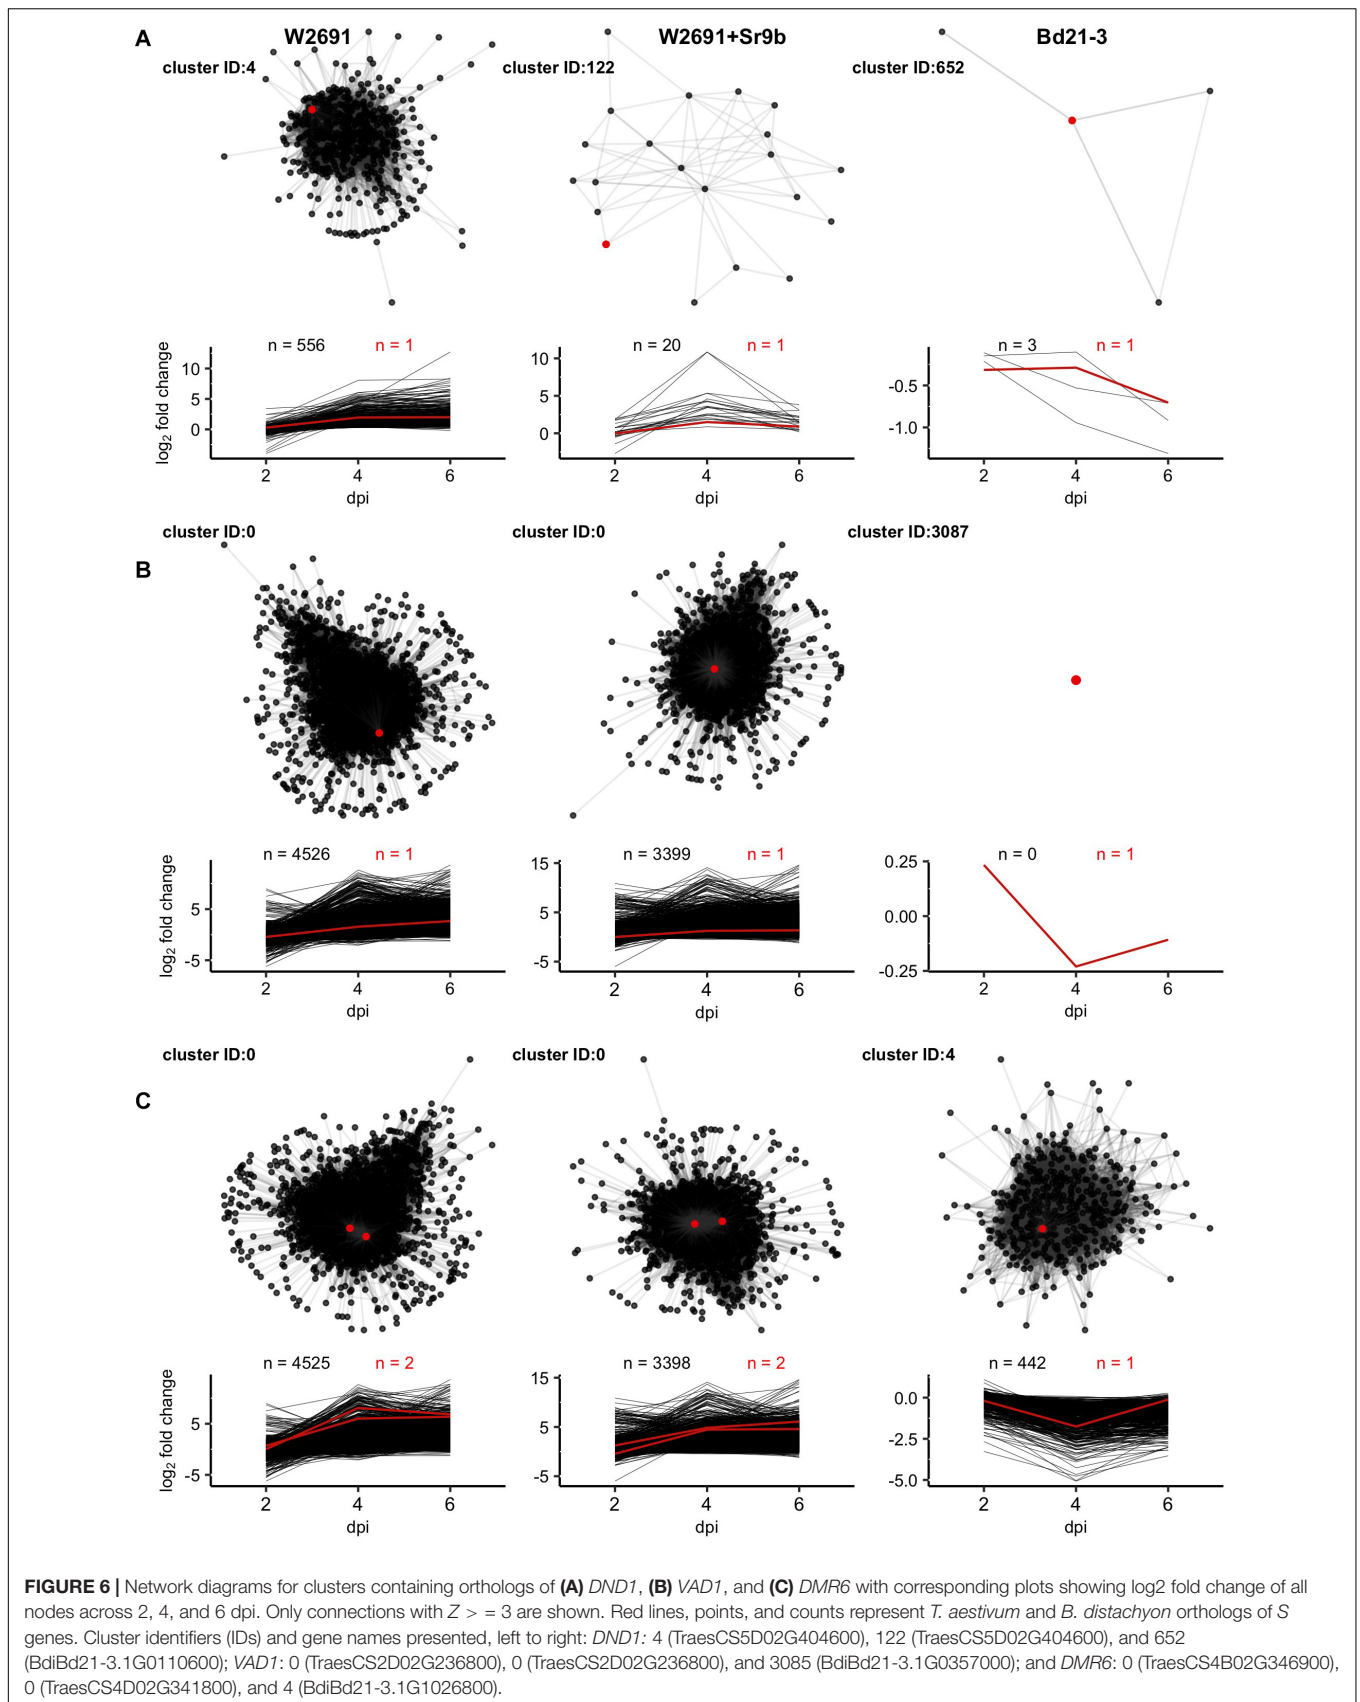 A
W2691
W2691+Sr9b
Bd21-3
cluster ID:4
cluster ID:122
cluster ID:652
n = 556
n = 1
n = 20
n = 1
n = 3
n = 1
log2 fold change
10
5
0
10
5
0
-0.5
-1.0
2 4 6
2 4 6
2 4 6
dpi
dpi
dpi
B
cluster ID:0
cluster ID:0
cluster ID:3087
n = 4526
n = 1
n = 3399
n = 1
n = 0
n = 1
log2 fold change
5
-5
15
5
-5
0.25
0.00
-0.25
2 4 6
2 4 6
2 4 6
dpi
dpi
dpi
C
cluster ID:0
cluster ID:0
cluster ID:4
n = 4525
n = 2
n = 3398
n = 2
n = 442
n = 1
log2 fold change
5
-5
15
5
-5
0.0
-2.5
-5.0
2 4 6
2 4 6
2 4 6
dpi
dpi
dpi
FIGURE 6 | Network diagrams for clusters containing orthologs of (A) DND1, (B) VAD1, and (C) DMR6 with corresponding plots showing log2 fold change of all
nodes across 2, 4, and 6 dpi. Only connections with Z > = 3 are shown. Red lines, points, and counts represent T. aestivum and B. distachyon orthologs of S
genes. Cluster identifiers (IDs) and gene names presented, left to right: DND1: 4 (TraesCS5D02G404600), 122 (TraesCS5D02G404600), and 652
(BdiBd21-3.1G0110600); VAD1: 0 (TraesCS2D02G236800), 0 (TraesCS2D02G236800), and 3085 (BdiBd21-3.1G0357000); and DMR6: 0 (TraesCS4B02G346900),
0 (TraesCS4D02G341800), and 4 (BdiBd21-3.1G1026800).